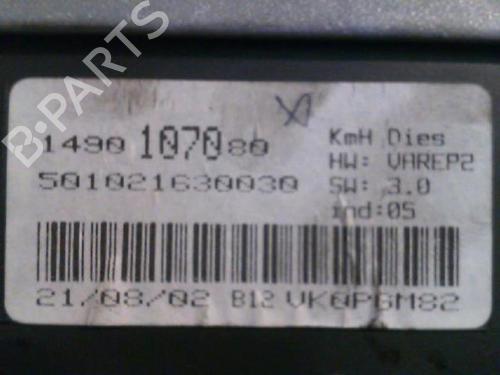 B-PARTS
1490 1070 80
501021630030
KmH Dies
HW: VAREP2
SW: 3.0
ind:05
21/08/02 B12 VK0P6M82